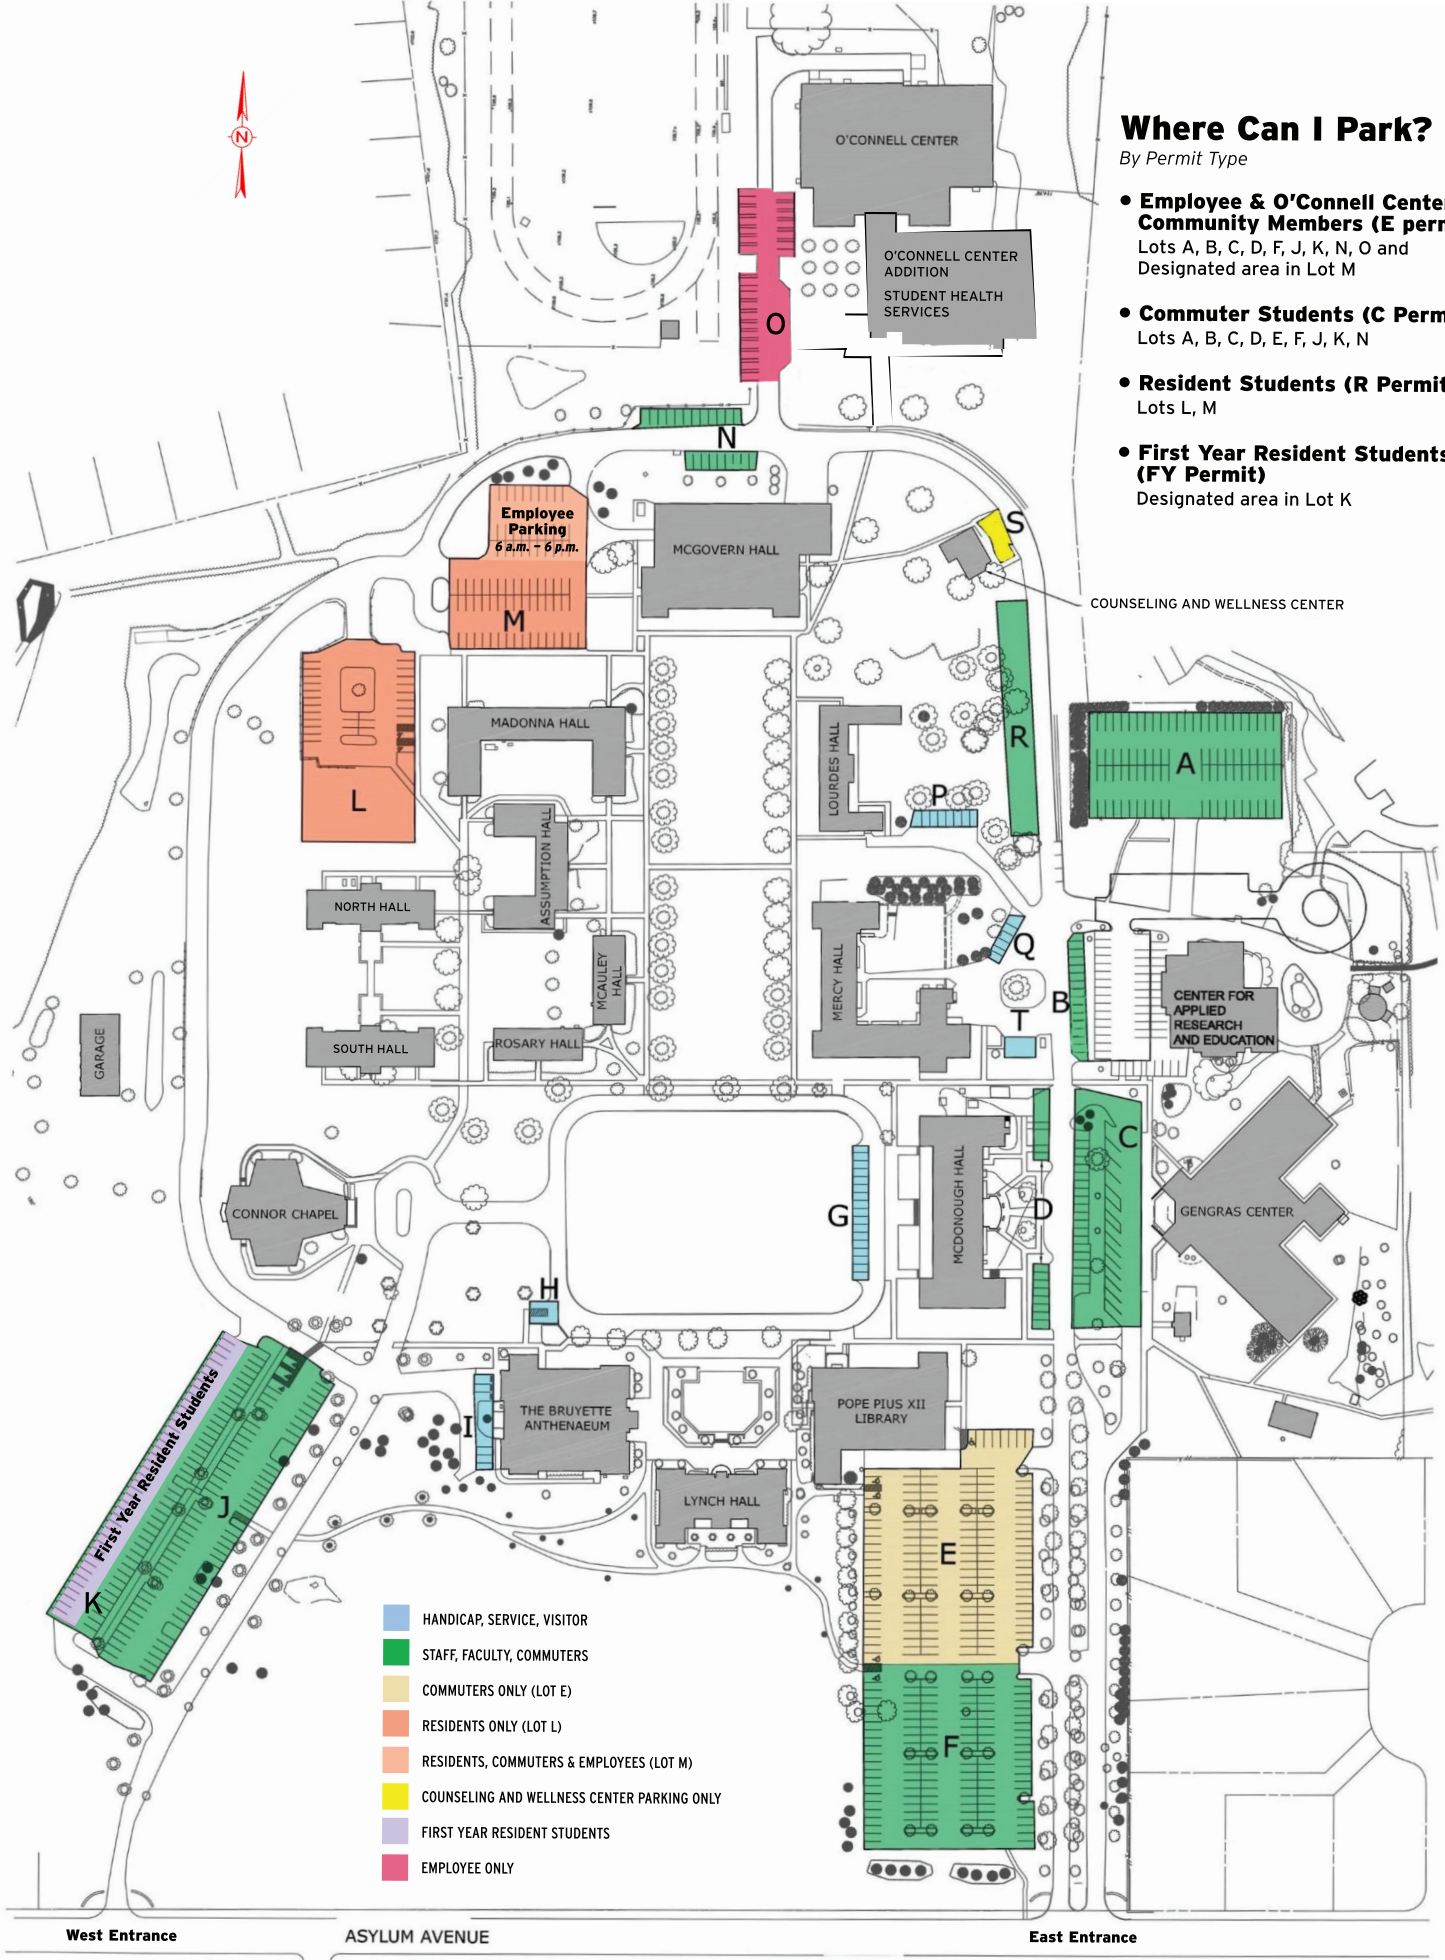 N
Where Can I Park?
By Permit Type
• Employee & O'Connell Center
Community Members (E perm
Lots A, B, C, D, F, J, K, N, O and
Designated area in Lot M
• Commuter Students (C Perm
Lots A, B, C, D, E, F, J, K, N
• Resident Students (R Permit
Lots L, M
• First Year Resident Students
(FY Permit)
Designated area in Lot K
O'CONNELL CENTER
O'CONNELL CENTER
ADDITION
STUDENT HEALTH
SERVICES
O
N
Employee
Parking
6 a.m. – 6 p.m.
M
MCGOVERN HALL
S
COUNSELING AND WELLNESS CENTER
L
MADONNA HALL
LOURDES HALL
P
R
A
ASSUMPTION HALL
NORTH HALL
MCAULEY
HALL
MERCY HALL
Q
B
T
CENTER FOR
APPLIED
RESEARCH
AND EDUCATION
GARAGE
SOUTH HALL
ROSARY HALL
CONNOR CHAPEL
G
MCDONOUGH HALL
D
C
GENGRAS CENTER
H
I
THE BRUYETTE
ANTHENAEUM
POPE PIUS XII
LIBRARY
LYNCH HALL
First Year Resident Students
J
K
E
F
HANDICAP, SERVICE, VISITOR
STAFF, FACULTY, COMMUTERS
COMMUTERS ONLY (LOT E)
RESIDENTS ONLY (LOT L)
RESIDENTS, COMMUTERS & EMPLOYEES (LOT M)
COUNSELING AND WELLNESS CENTER PARKING ONLY
FIRST YEAR RESIDENT STUDENTS
EMPLOYEE ONLY
West Entrance
ASYLUM AVENUE
East Entrance